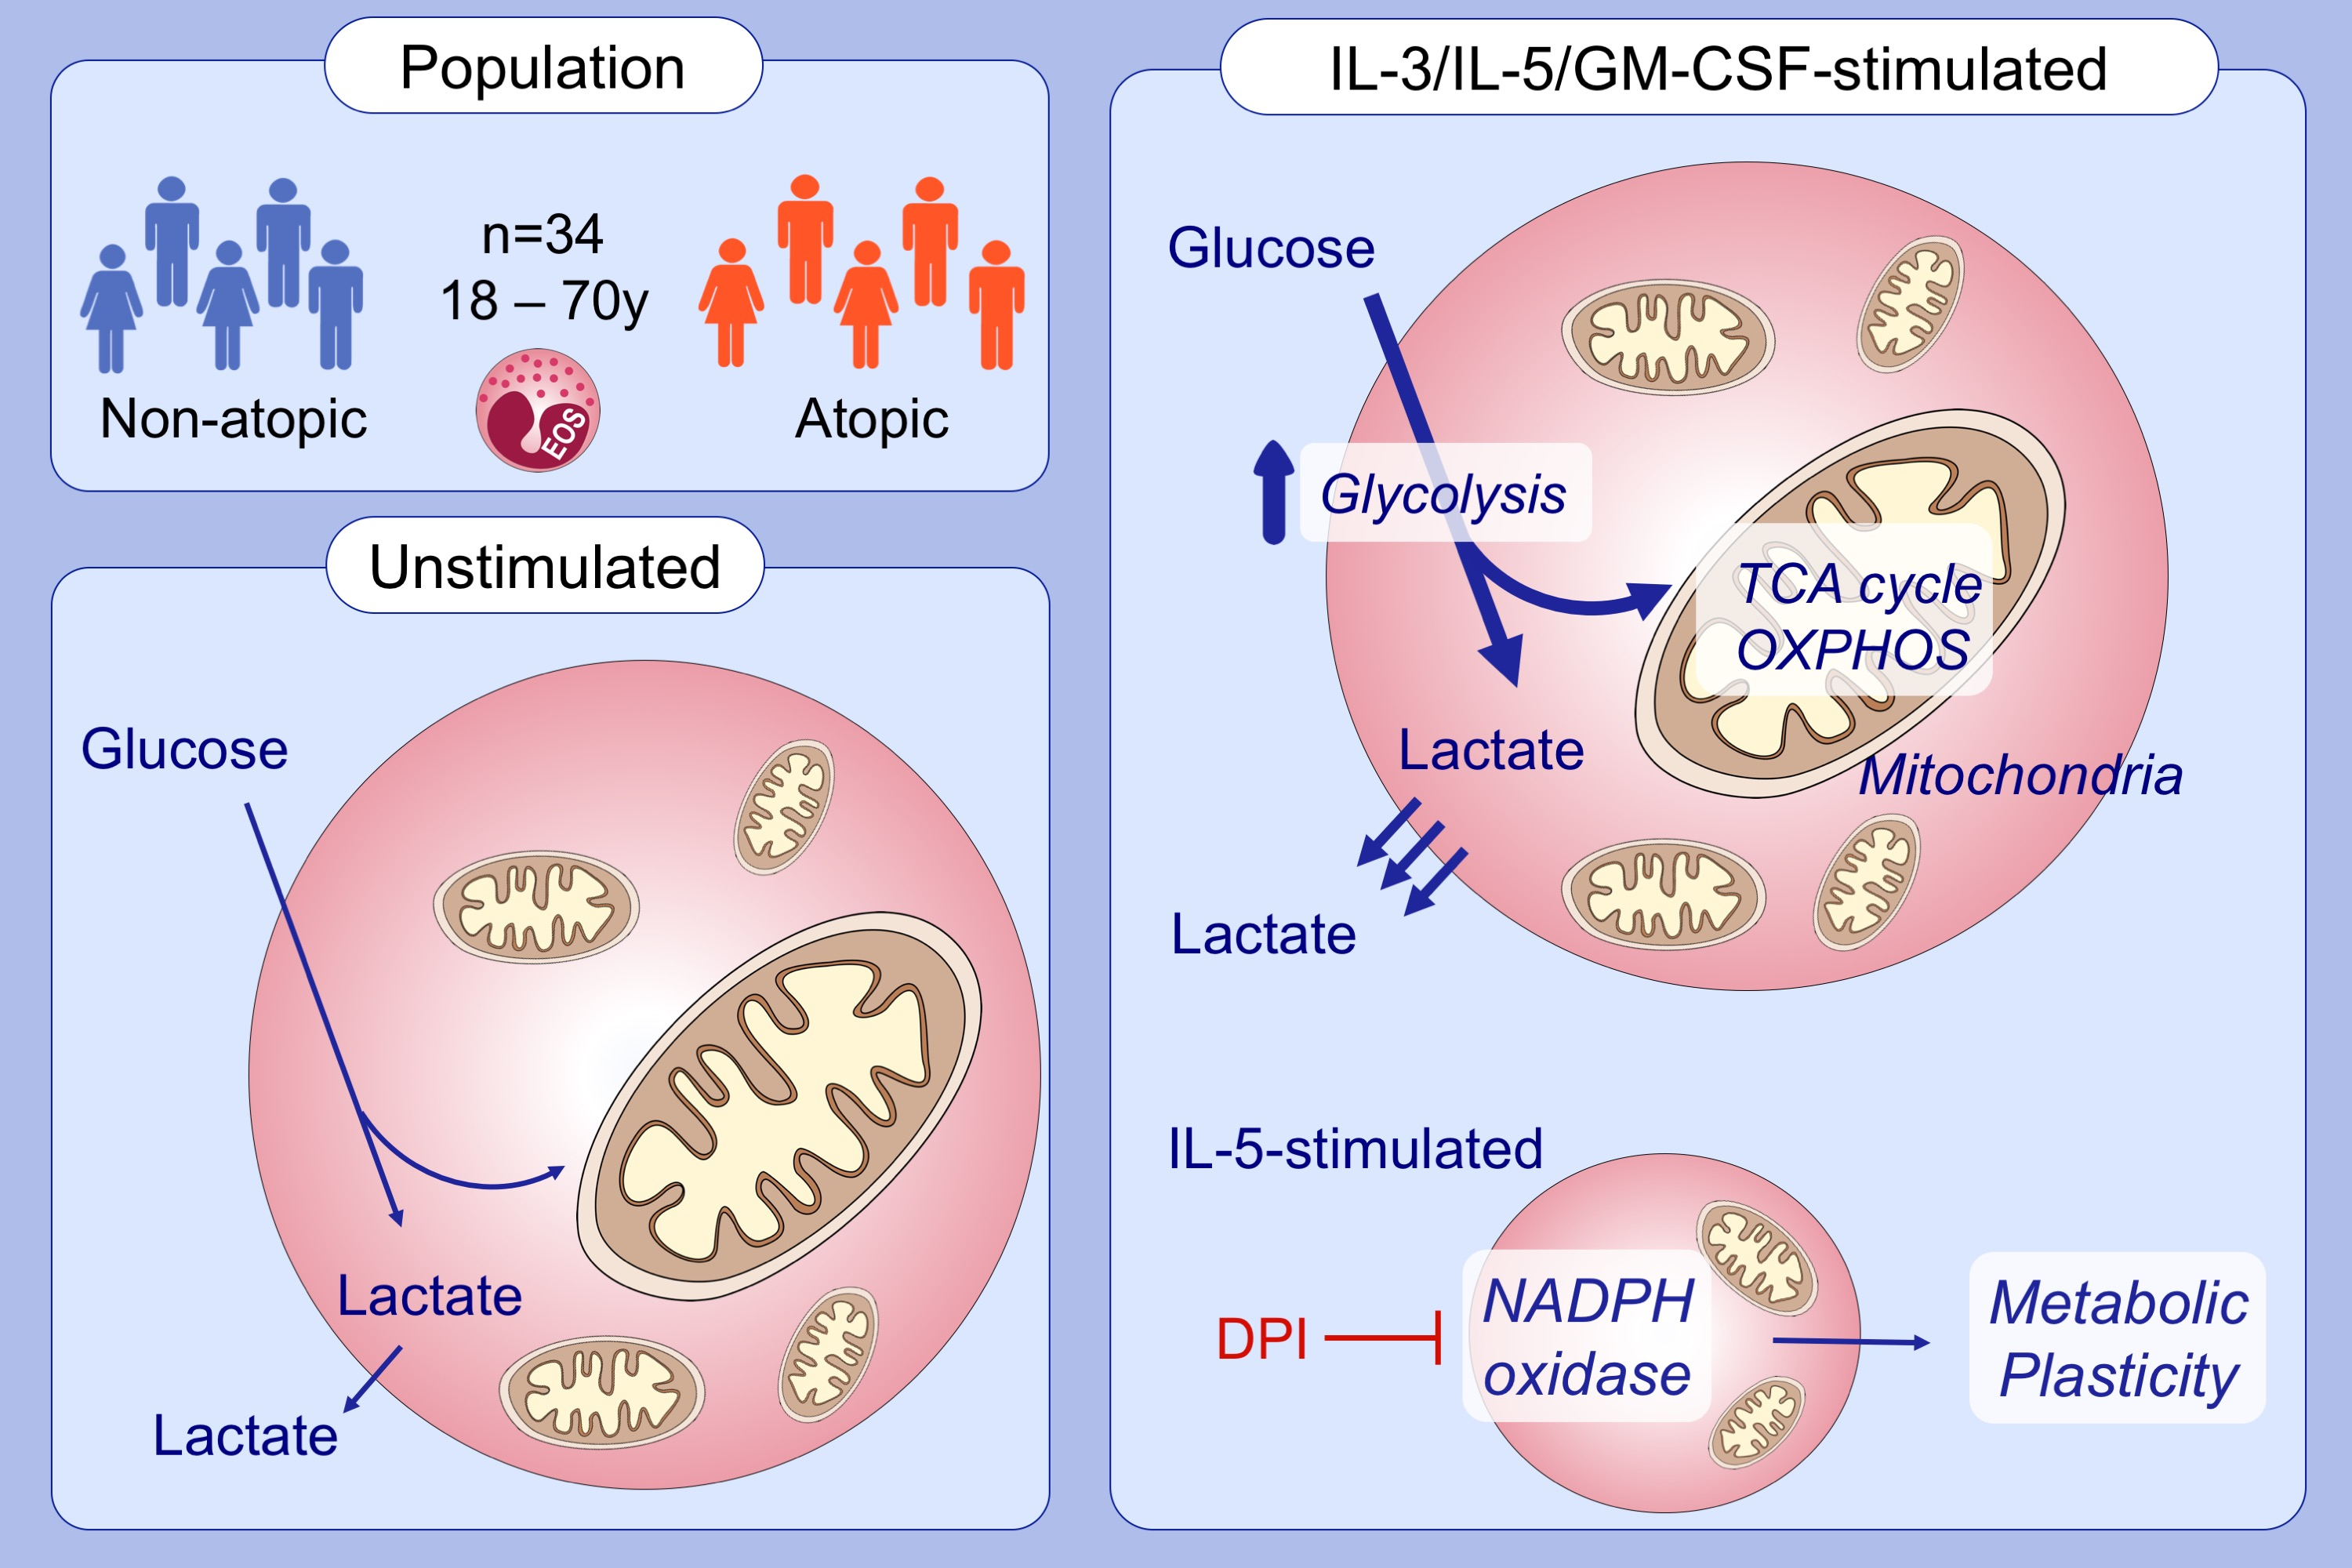 Population
n=34
18 – 70y
EOS
Non-atopic
Atopic
Unstimulated
Glucose
Lactate
Lactate
IL-3/IL-5/GM-CSF-stimulated
Glucose
Glycolysis
TCA cycle
OXPHOS
Lactate
Mitochondria
Lactate
IL-5-stimulated
DPI
NADPH
oxidase
Metabolic
Plasticity